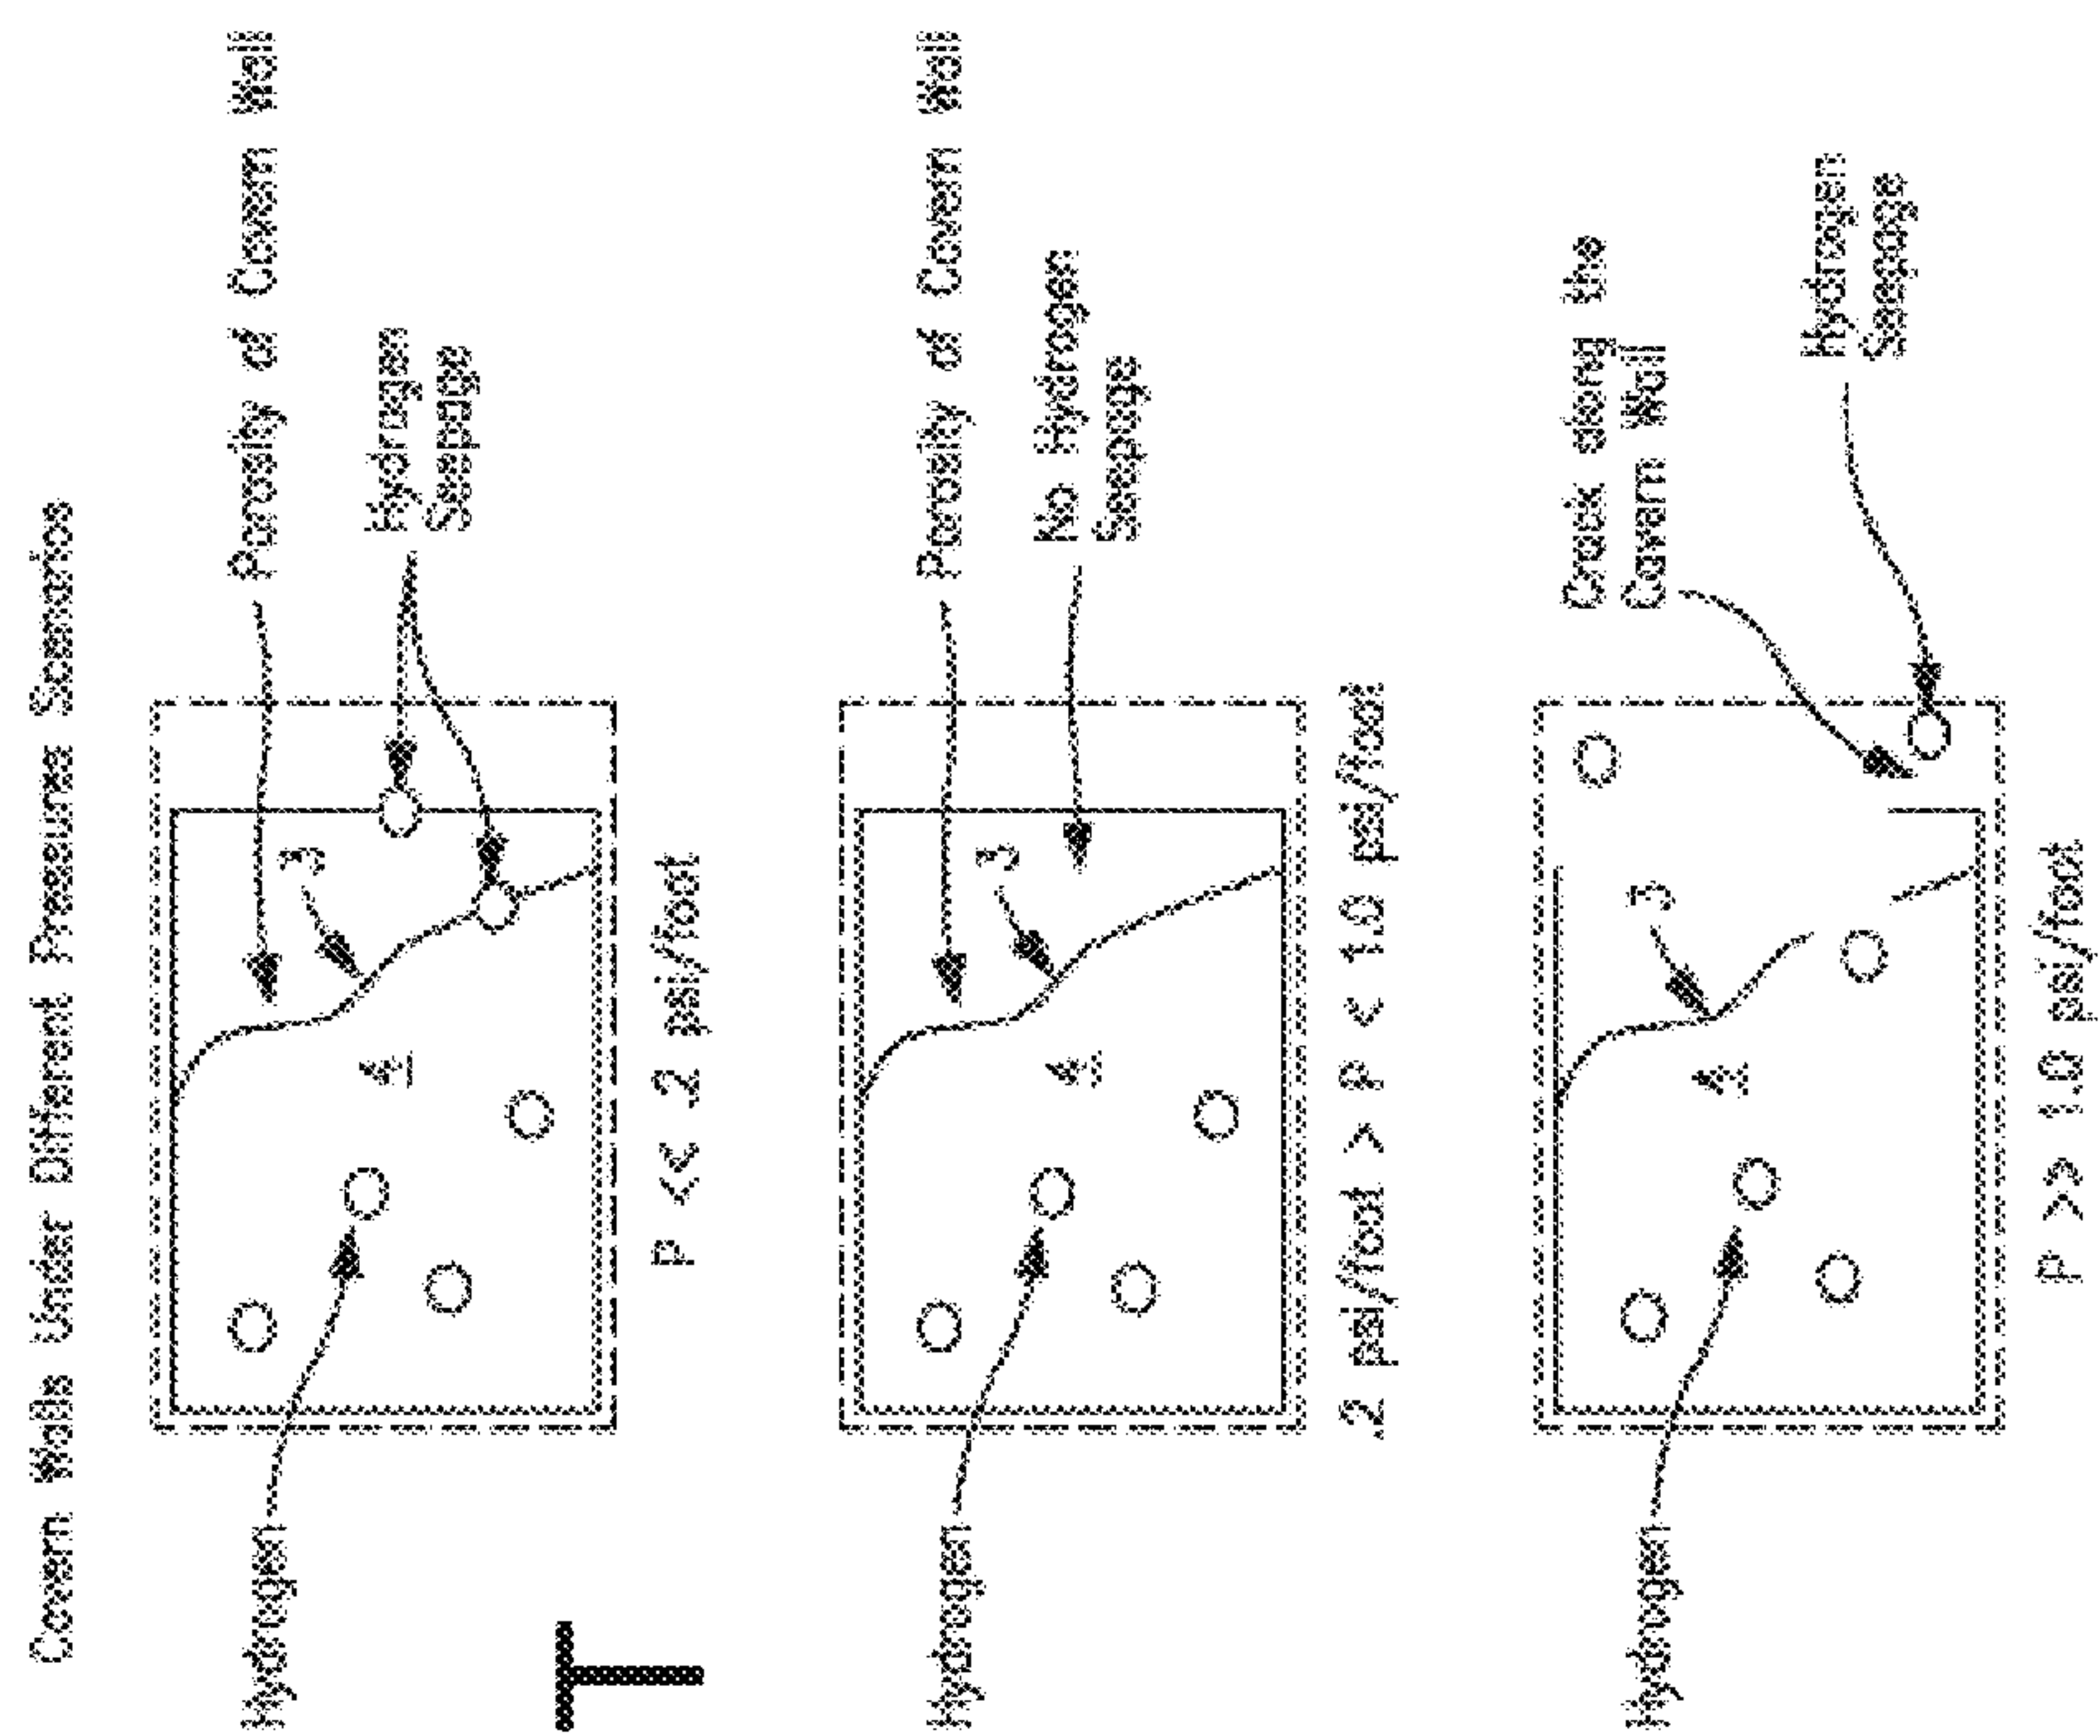 Cavern Walls Under Different Pressure Scenarios
Porosity of Cavern Wall
Hydrogen
Seepage
3
4
Hydrogen
P << .2 psi/foot
Porosity of Cavern Wall
No Hydrogen
Seepage
3
4
Hydrogen
.2 psi/foot > P < 1.0 psi/foot
Crack along the
Cavern Wall
Hydrogen
Seepage
3
4
Hydrogen
P >> 1.0 psi/foot